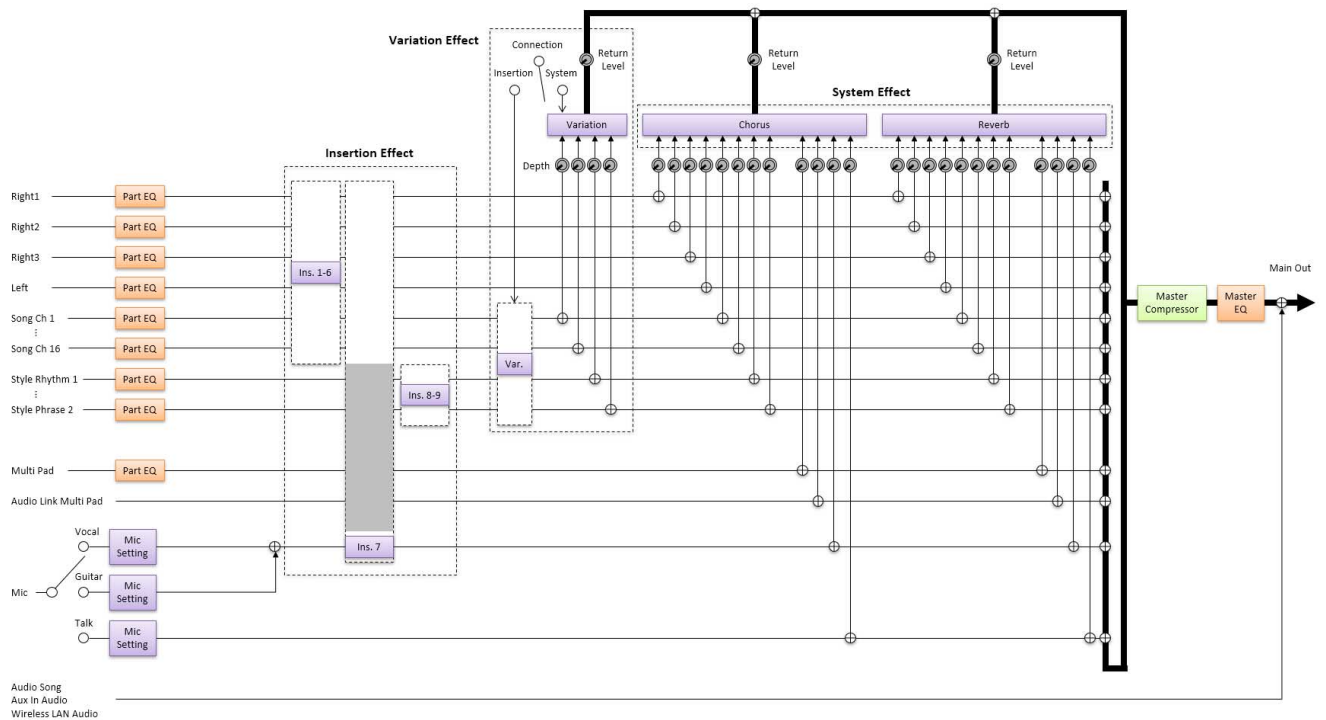 Variation Effect
Connection
Insertion System
Return
Level
Return
Level
Return
Level
System Effect
Variation
Chorus
Reverb
Insertion Effect
Depth
Right1
Part EQ
Right2
Part EQ
Right3
Part EQ
Ins. 1-6
Left
Part EQ
Main Out
Song Ch 1
Part EQ
Master
Compressor
Master
EQ
Song Ch 16
Part EQ
Var.
Style Rhythm 1
Part EQ
Ins. 8-9
Style Phrase 2
Part EQ
Multi Pad
Part EQ
Audio Link Multi Pad
Vocal
Mic
Setting
Ins. 7
Mic
Guitar
Mic
Setting
Talk
Mic
Setting
Audio Song
Aux In Audio
Wireless LAN Audio